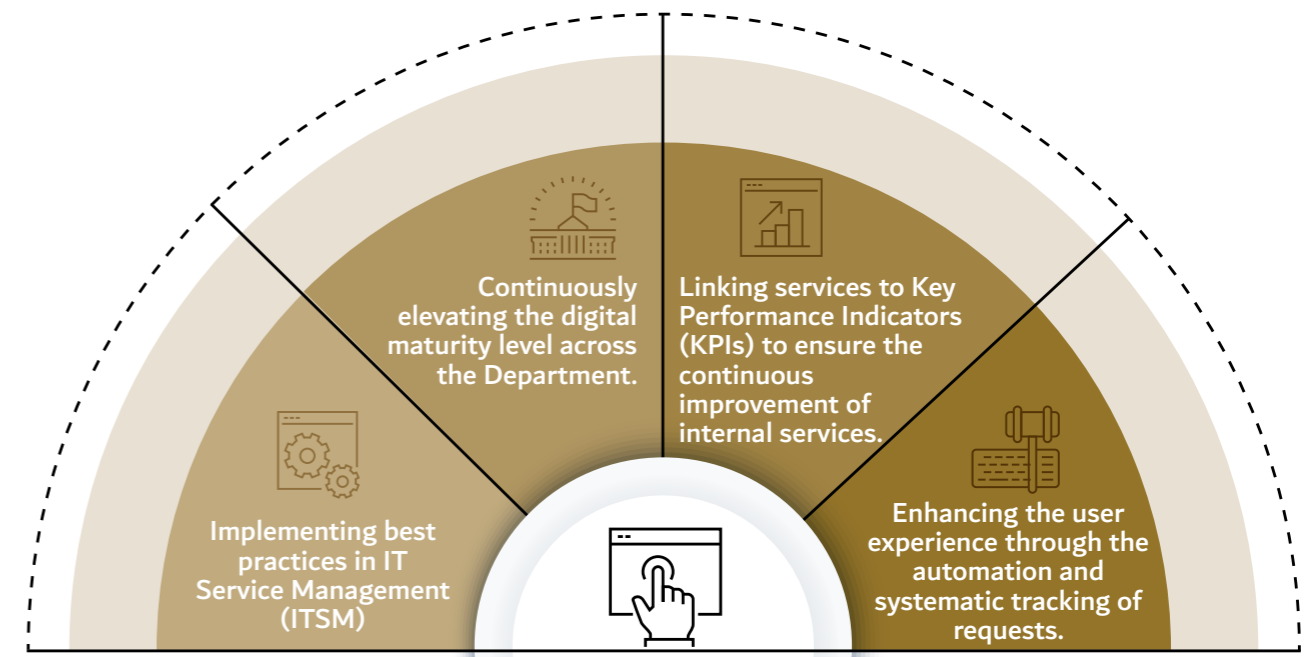 Implementing best
practices in IT
Service Management
(ITSM)
Continuously
elevating the digital
maturity level across
the Department.
Linking services to Key
Performance Indicators
(KPIs) to ensure the
continuous
improvement of
internal services.
Enhancing the user
experience through the
automation and
systematic tracking of
requests.